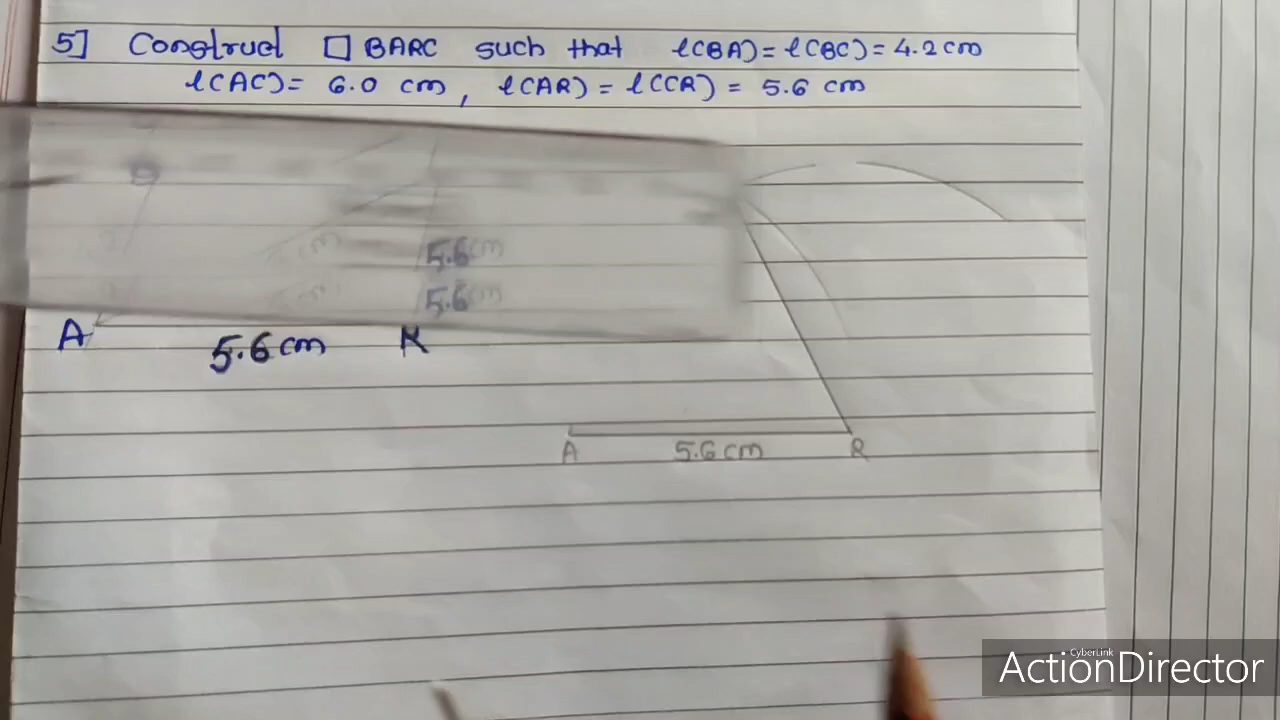 5] Construct □ BARC such that l(BA) = l(BC) = 4.2 cm
l(AC) = 6.0 cm, l(AR) = l(CR) = 5.6 cm
5.6 cm
5.6 cm
A 5.6 cm R
A 5.6 cm R
CyberLink
ActionDirector